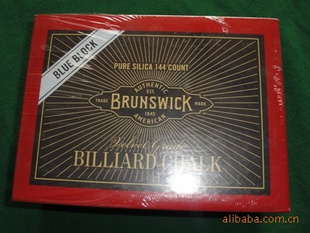 BLUE BLOCK
PURE SILICA 144 COUNT
AUTHENTIC
EST.
TRADE MARK
BRUNSWICK
1845
AMERICAN
Velvet Grade
BILLIARD CHALK
alibaba.com.cn